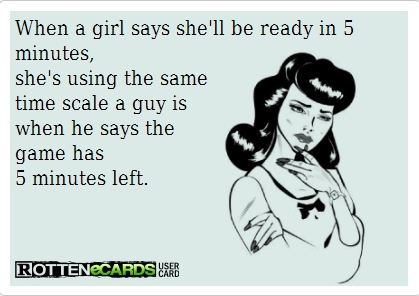 When a girl says she'll be ready in 5
minutes,
she's using the same
time scale a guy is
when he says the
game has
5 minutes left.
ROTTENeCARDS USER
CARD